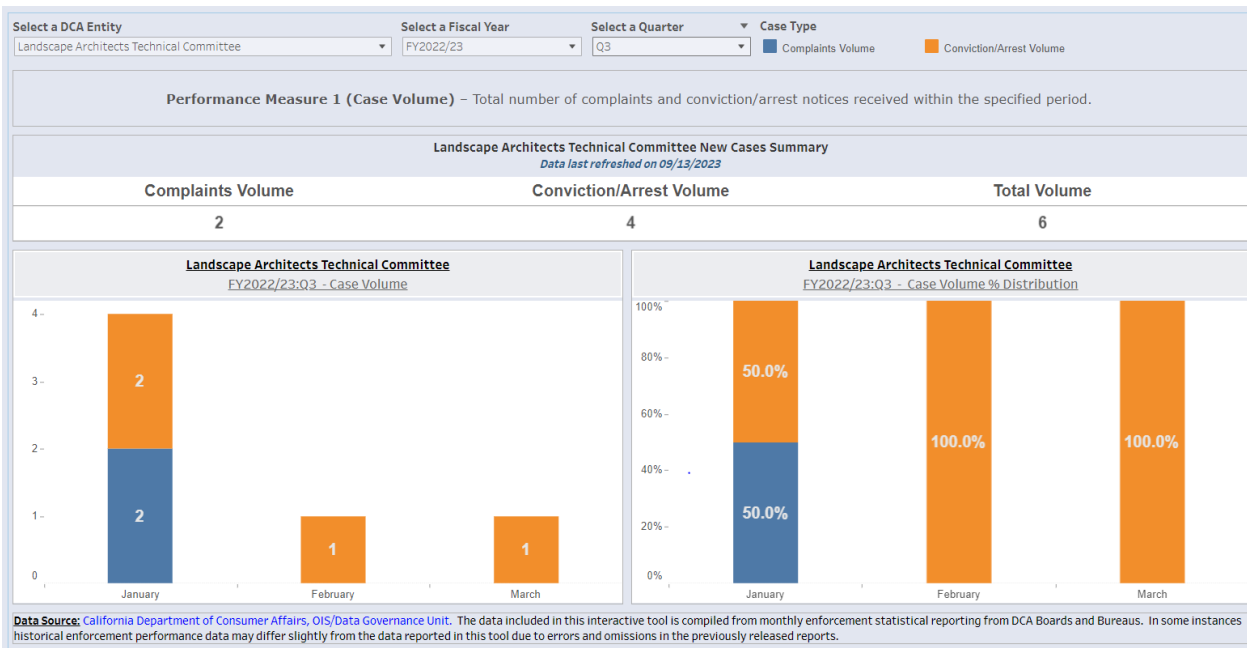 Select a DCA Entity
Select a Fiscal Year
Select a Quarter
Case Type
Landscape Architects Technical Committee
FY2022/23
Q3
Complaints Volume
Conviction/Arrest Volume
Performance Measure 1 (Case Volume) – Total number of complaints and conviction/arrest notices received within the specified period.
Landscape Architects Technical Committee New Cases Summary
Data last refreshed on 09/13/2023
Complaints Volume
Conviction/Arrest Volume
Total Volume
2
4
6
Landscape Architects Technical Committee
FY2022/23:Q3 - Case Volume
4
3
2
1
0
2
2
1
1
January
February
March
Landscape Architects Technical Committee
FY2022/23:Q3 - Case Volume % Distribution
100%
80%
60%
40%
20%
0%
50.0%
50.0%
100.0%
100.0%
January
February
March
Data Source: California Department of Consumer Affairs, OIS/Data Governance Unit. The data included in this interactive tool is compiled from monthly enforcement statistical reporting from DCA Boards and Bureaus. In some instances
historical enforcement performance data may differ slightly from the data reported in this tool due to errors and omissions in the previously released reports.